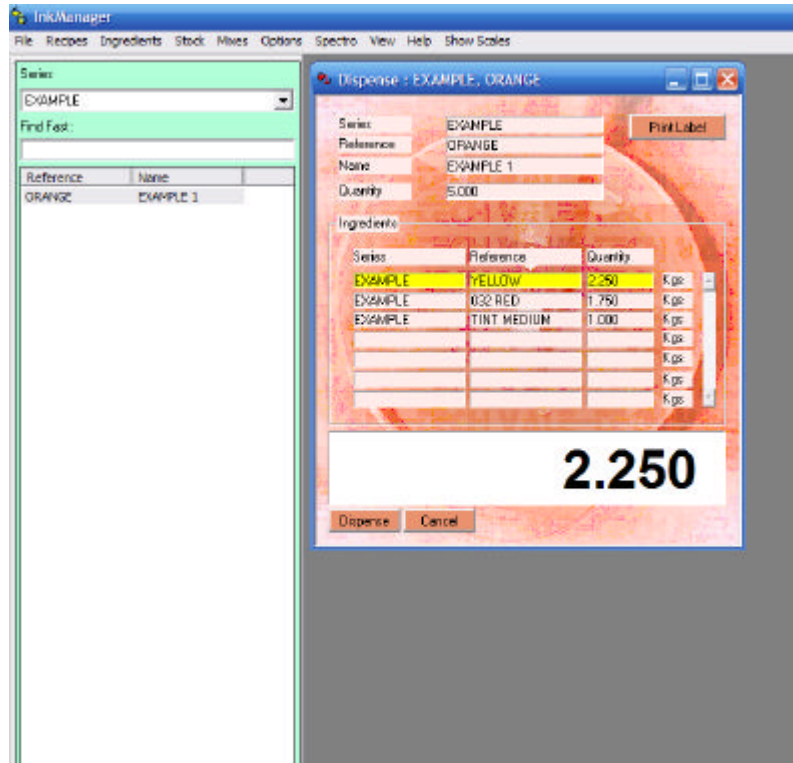 InkManager
File Recipes Ingredients Stock Mixes Options Spectro View Help Show Scales
Series:
EXAMPLE
Find Fast:
Reference Name
ORANGE EXAMPLE 1
Dispense : EXAMPLE, ORANGE
Series: EXAMPLE Print Label
Reference ORANGE
Name EXAMPLE 1
Quantity 5.000
Ingredients
Series Reference Quantity
EXAMPLE YELLOW 2.250 Kgs
EXAMPLE 032 RED 1.750 Kgs
EXAMPLE TINT MEDIUM 1.000 Kgs
Kgs
Kgs
Kgs
Kgs
2.250
Dispense Cancel